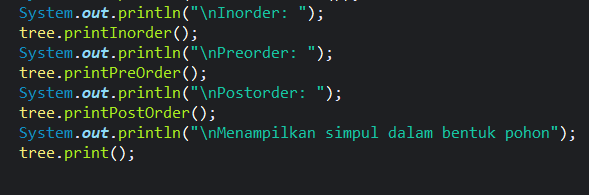 System.out.println("\nInorder: ");
tree.printInorder();
System.out.println("\nPreorder: ");
tree.printPreOrder();
System.out.println("\nPostorder: ");
tree.printPostOrder();
System.out.println("\nMenampilkan simpul dalam bentuk pohon");
tree.print();